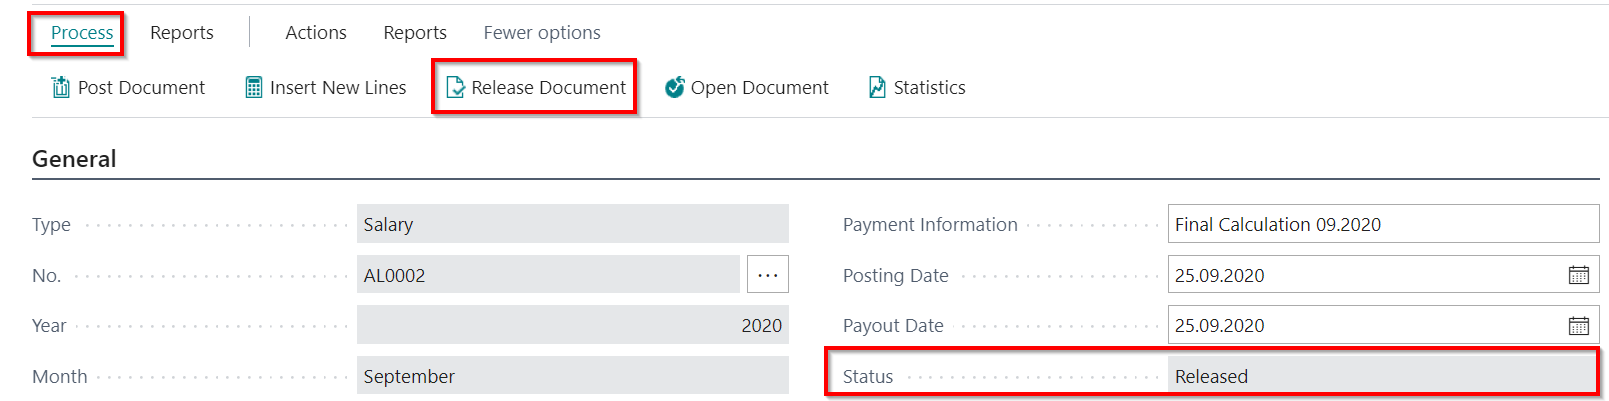 Process Reports Actions Reports Fewer options
Post Document Insert New Lines Release Document Open Document Statistics
General
Type Salary Payment Information Final Calculation 09.2020
No. AL0002 ... Posting Date 25.09.2020
Year 2020 Payout Date 25.09.2020
Month September Status Released